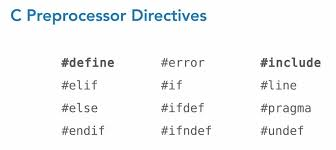 C Preprocessor Directives
#define #error #include
#elif #if #line
#else #ifdef #pragma
#endif #ifndef #undef